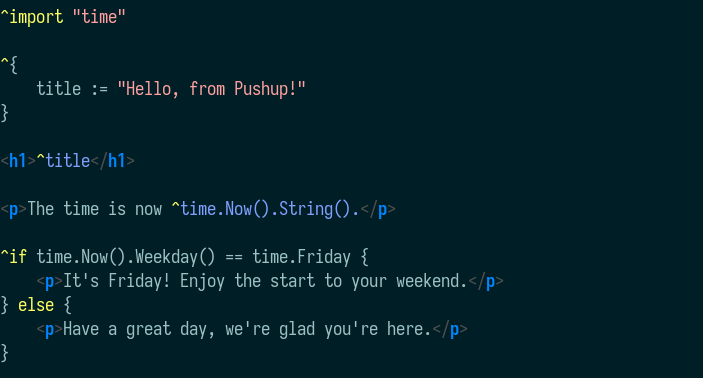 ^import "time"

^{
    title := "Hello, from Pushup!"
}

<h1>^title</h1>

<p>The time is now ^time.Now().String().</p>

^if time.Now().Weekday() == time.Friday {
    <p>It's Friday! Enjoy the start to your weekend.</p>
} else {
    <p>Have a great day, we're glad you're here.</p>
}